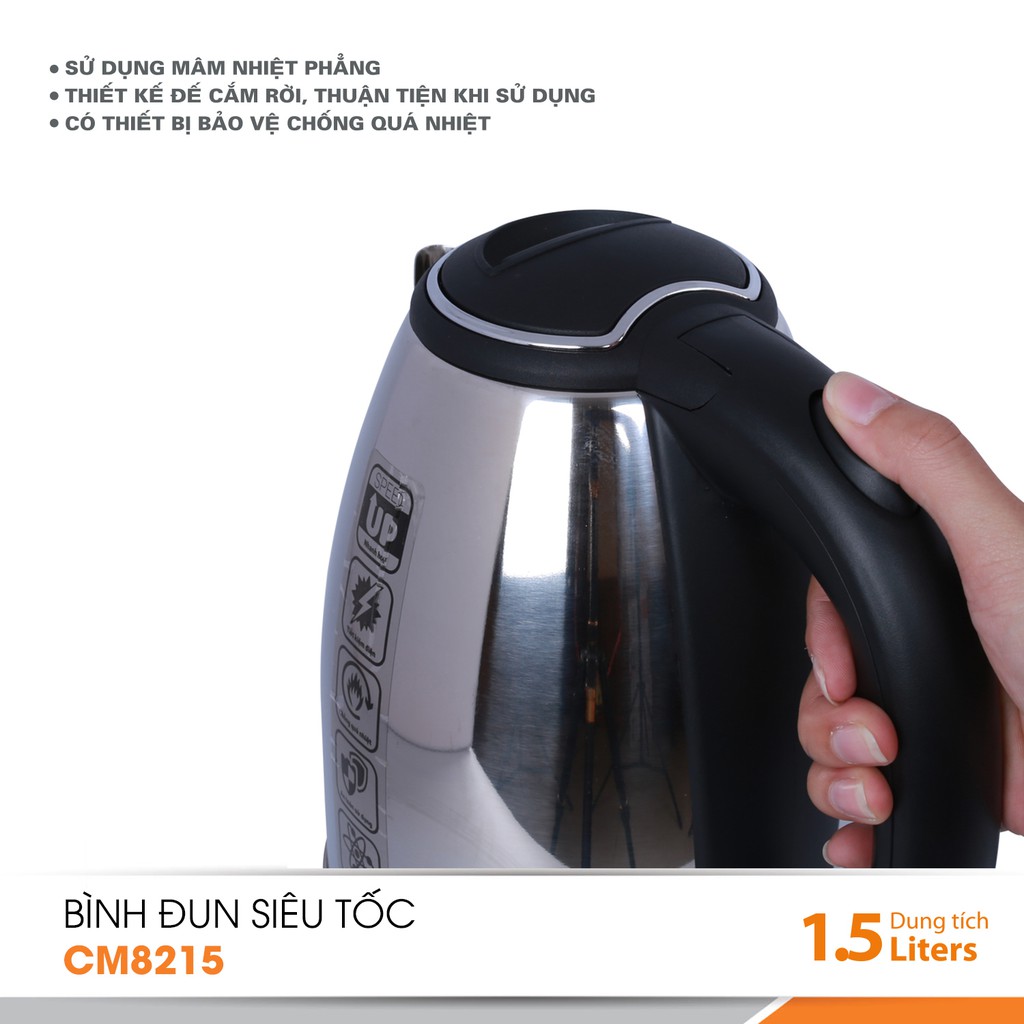 • SỬ DỤNG MÂM NHIỆT PHẲNG
• THIẾT KẾ ĐẾ CẮM RỜI, THUẬN TIỆN KHI SỬ DỤNG
• CÓ THIẾT BỊ BẢO VỆ CHỐNG QUÁ NHIỆT
SPEED
UP
BÌNH ĐUN SIÊU TỐC
CM8215
1.5 Dung tích
Liters